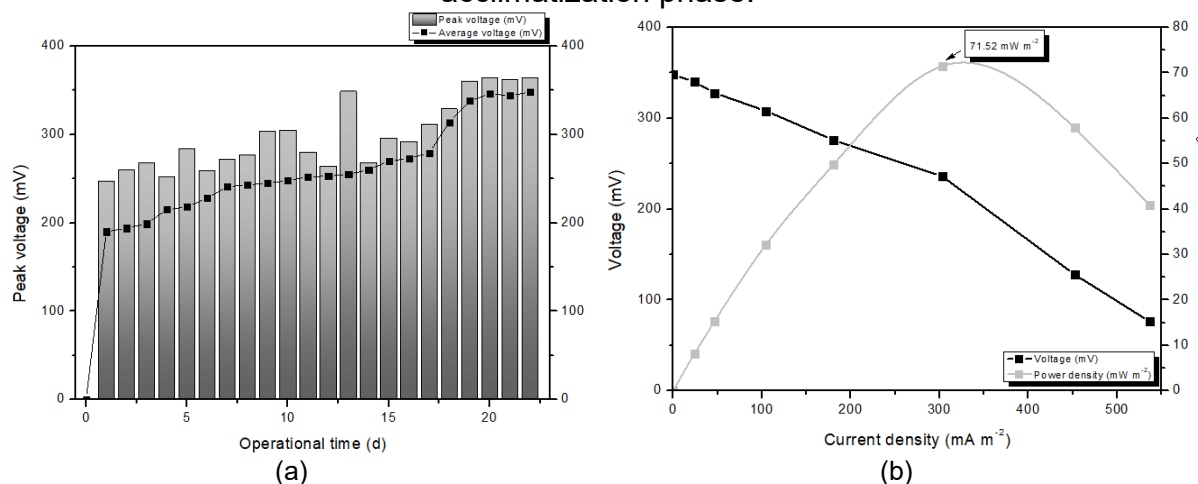 acclimatization phase.
Peak voltage (mV)
Average voltage (mV)
400
300
200
100
0
400
300
200
100
0
0
5
10
15
20
Peak voltage (mV)
Operational time (d)
(a)
71.52 mW m⁻²
400
300
200
100
0
80
70
60
50
40
30
20
10
0
0
100
200
300
400
500
Voltage (mV)
Voltage (mV)
Power density (mW m⁻²)
Current density (mA m⁻²)
(b)